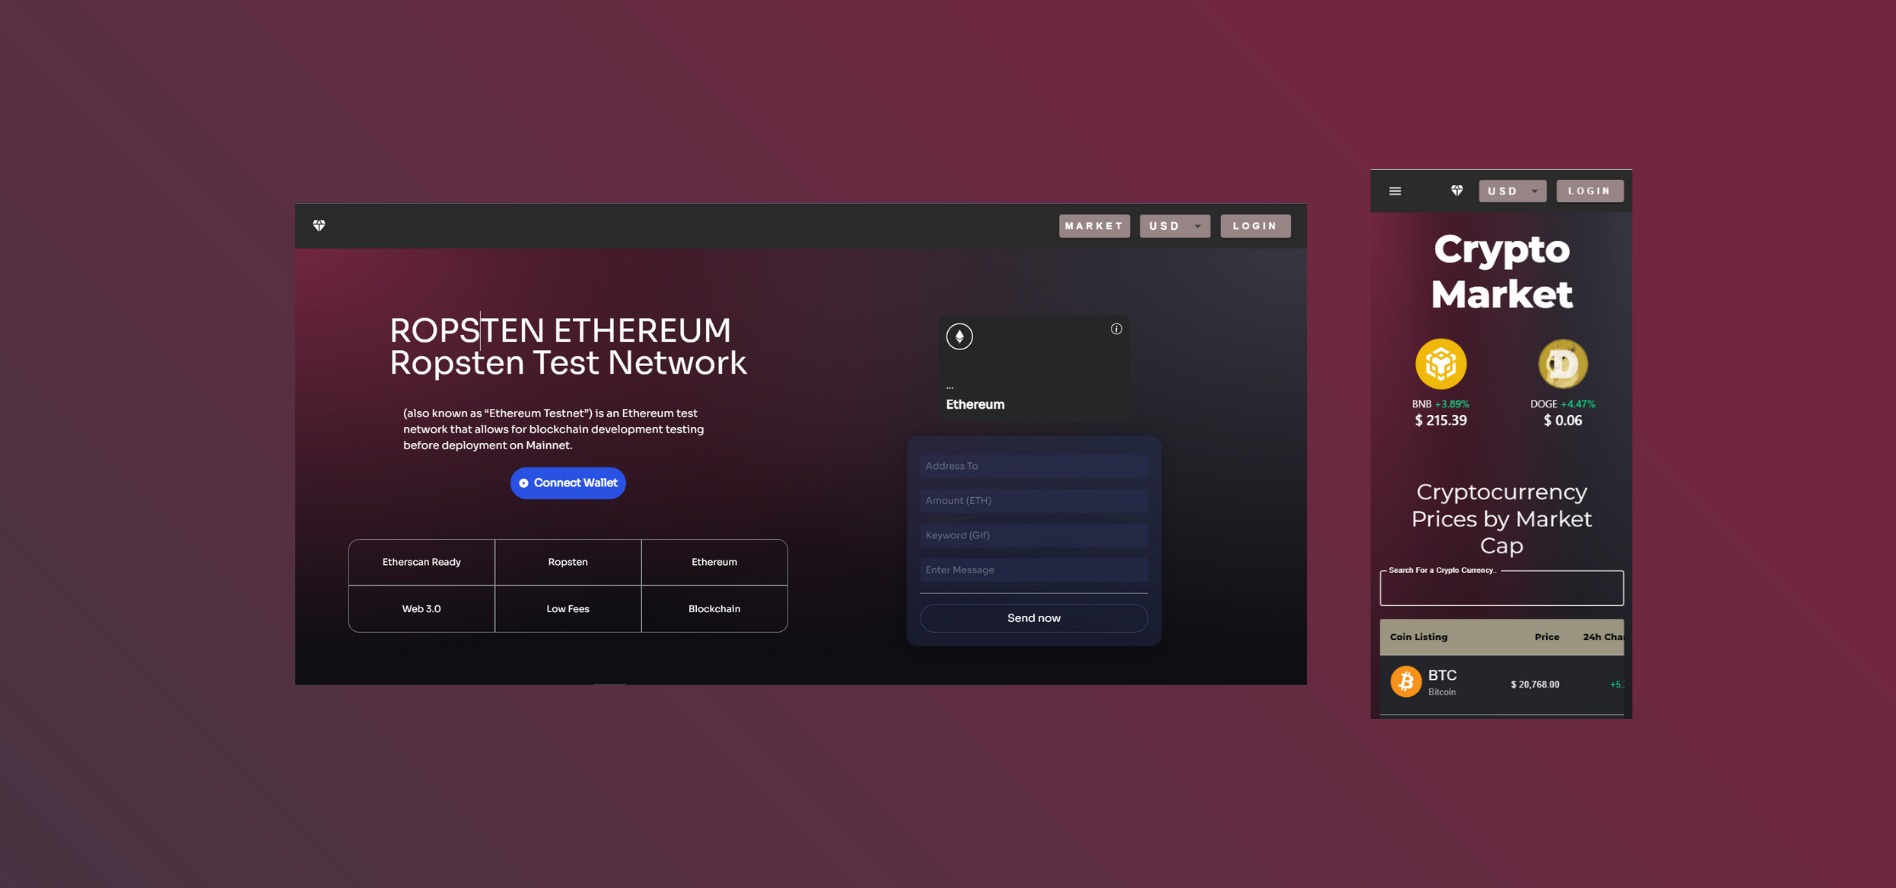 MARKET USD LOGIN
ROPSTEN ETHEREUM
Ropsten Test Network
(also known as “Ethereum Testnet”) is an Ethereum test
network that allows for blockchain development testing
before deployment on Mainnet.
Connect Wallet
Etherscan Ready Ropsten Ethereum
Web 3.0 Low Fees Blockchain
...
Ethereum
Address To
Amount (ETH)
Keyword (Gif)
Enter Message
Send now
USD LOGIN
Crypto
Market
BNB +3.89% DOGE +4.47%
$ 215.39 $ 0.06
Cryptocurrency
Prices by Market
Cap
Search For a Crypto Currency..
Coin Listing Price 24h Cha
BTC
Bitcoin
$ 20,768.00 +5.